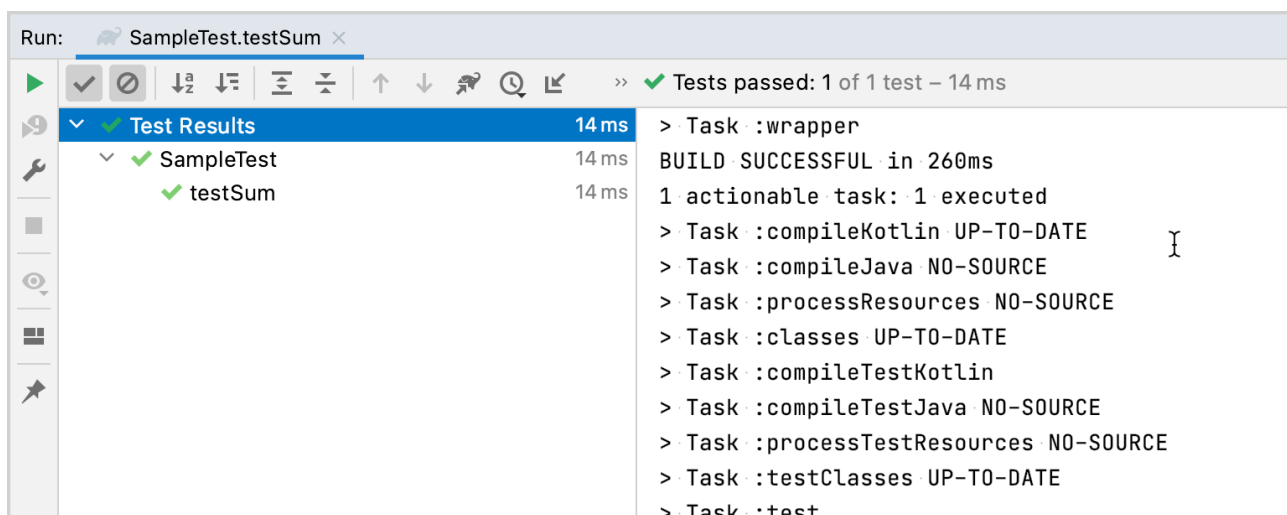 Run: SampleTest.testSum
Tests passed: 1 of 1 test – 14 ms
Test Results 14 ms
SampleTest 14 ms
testSum 14 ms
> Task :wrapper
BUILD SUCCESSFUL in 260ms
1 actionable task: 1 executed
> Task :compileKotlin UP-TO-DATE
> Task :compileJava NO-SOURCE
> Task :processResources NO-SOURCE
> Task :classes UP-TO-DATE
> Task :compileTestKotlin
> Task :compileTestJava NO-SOURCE
> Task :processTestResources NO-SOURCE
> Task :testClasses UP-TO-DATE
> Task :test